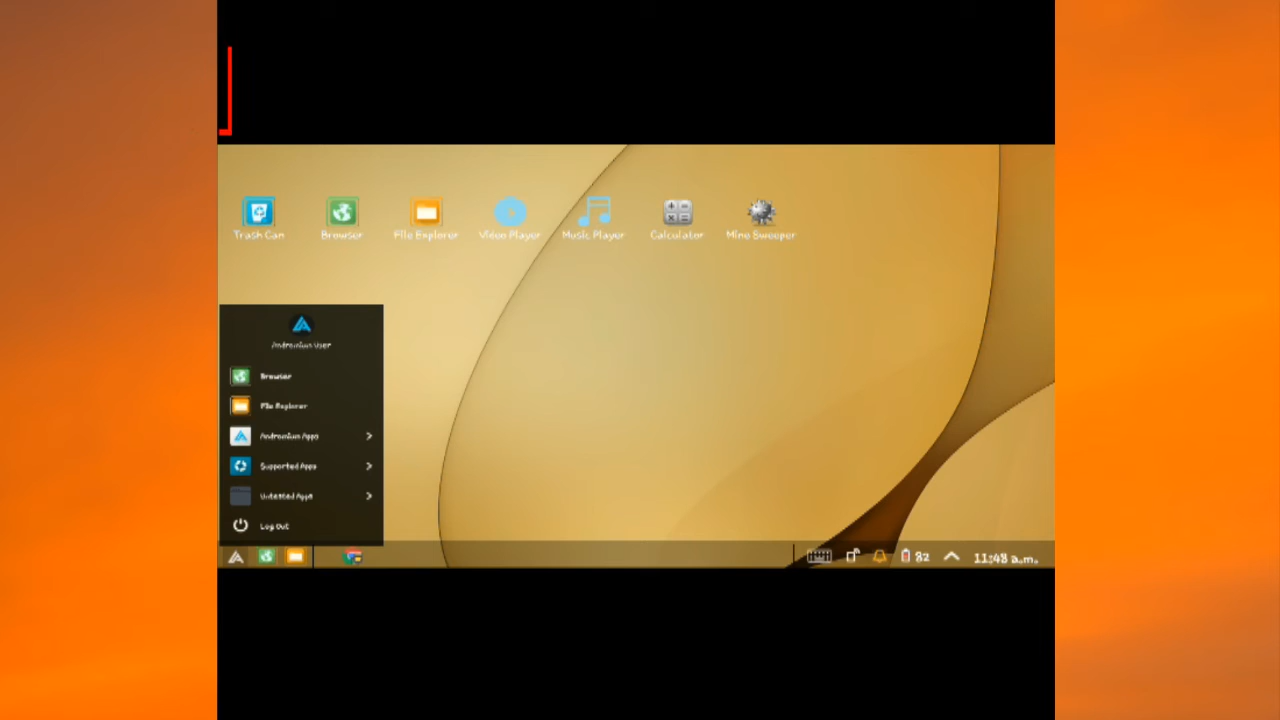 Trash Can
Browser
File Explorer
Video Player
Music Player
Calculator
Mine Sweeper
Andromium User
Browser
File Explorer
Andromium Apps
Supported Apps
Untested Apps
Log Out
82
11:48 a.m.